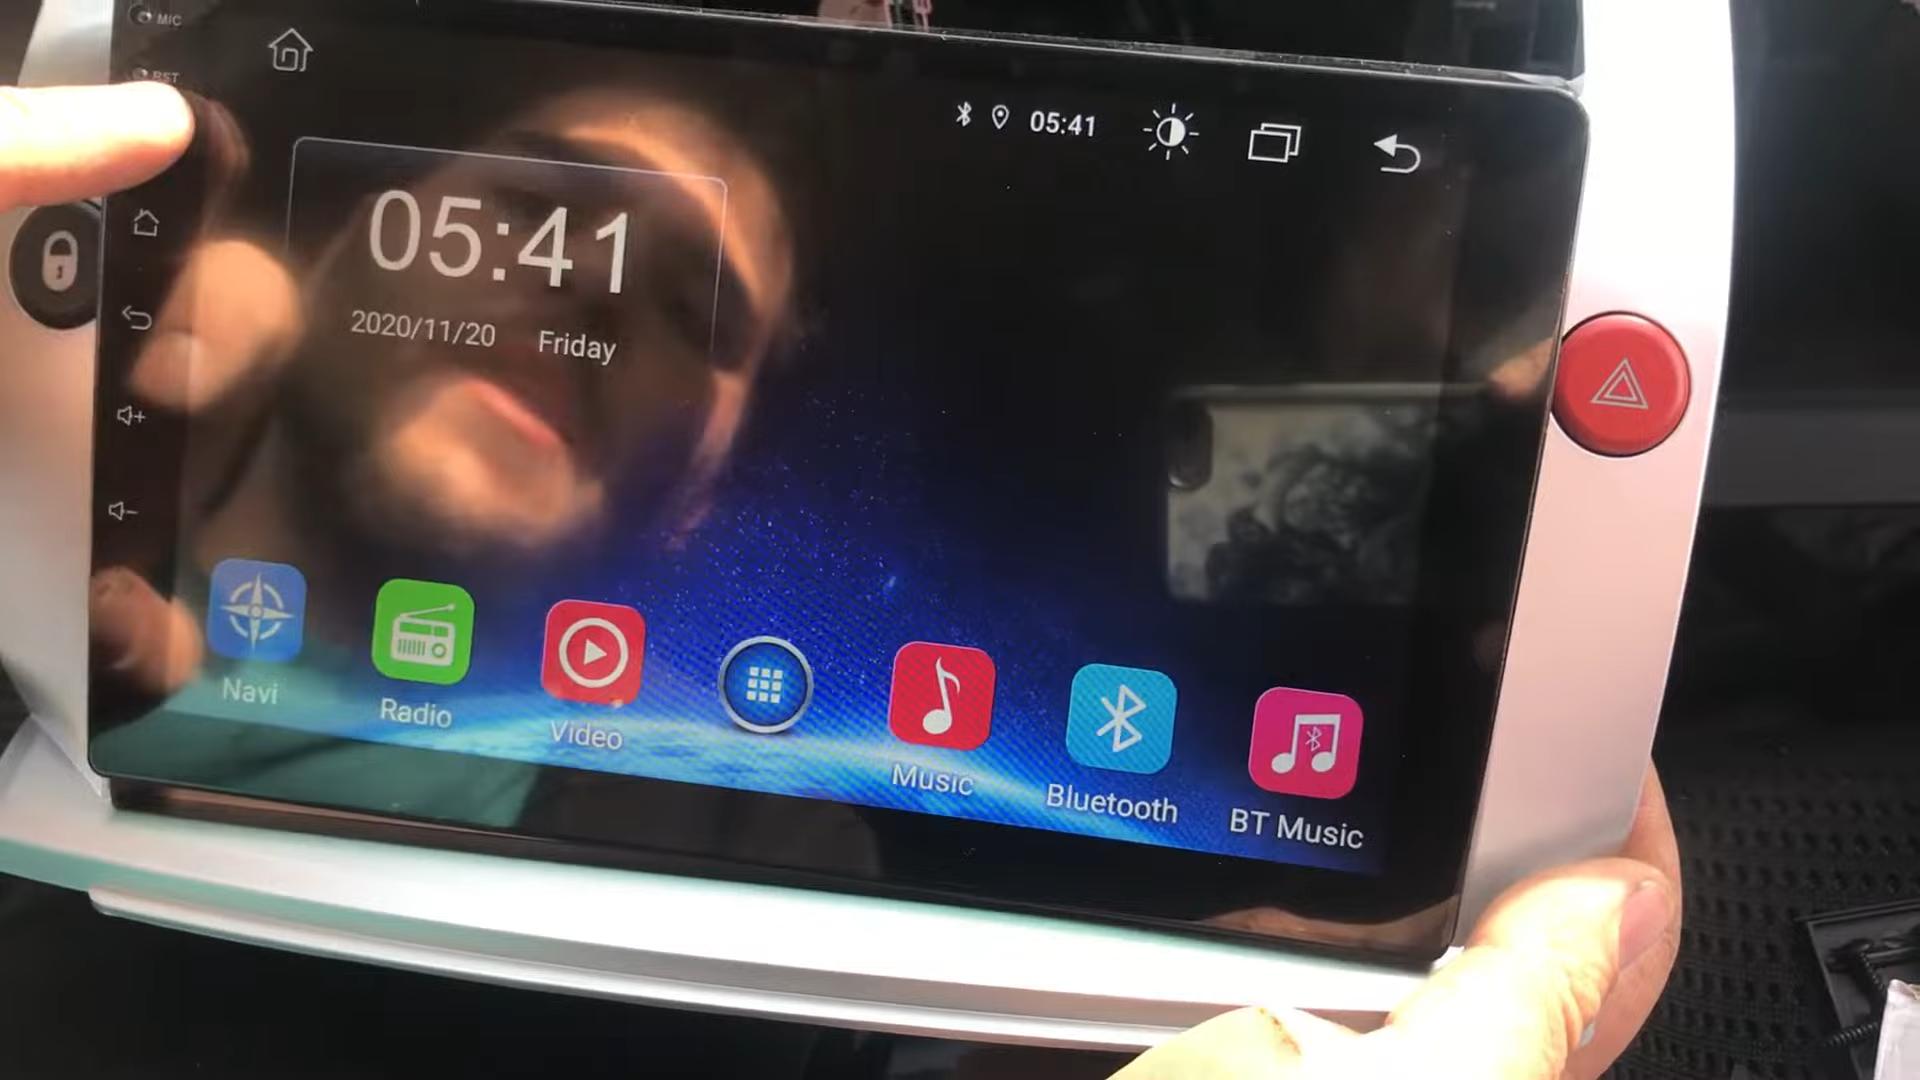 MIC
RST
05:41
05:41
2020/11/20 Friday
Navi
Radio
Video
Music
Bluetooth
BT Music